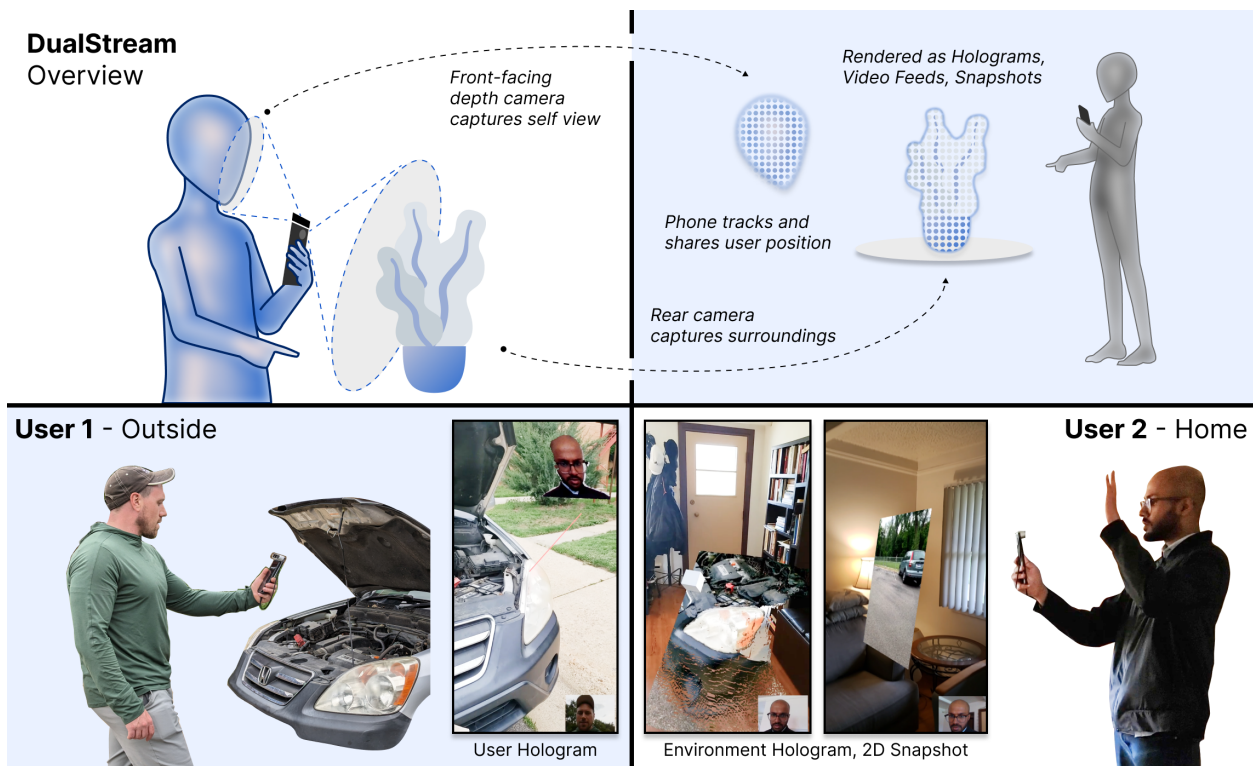 DualStream
Overview
Front-facing
depth camera
captures self view
Rendered as Holograms,
Video Feeds, Snapshots
Phone tracks and
shares user position
Rear camera
captures surroundings
User 1 - Outside
User Hologram
User 2 - Home
Environment Hologram, 2D Snapshot